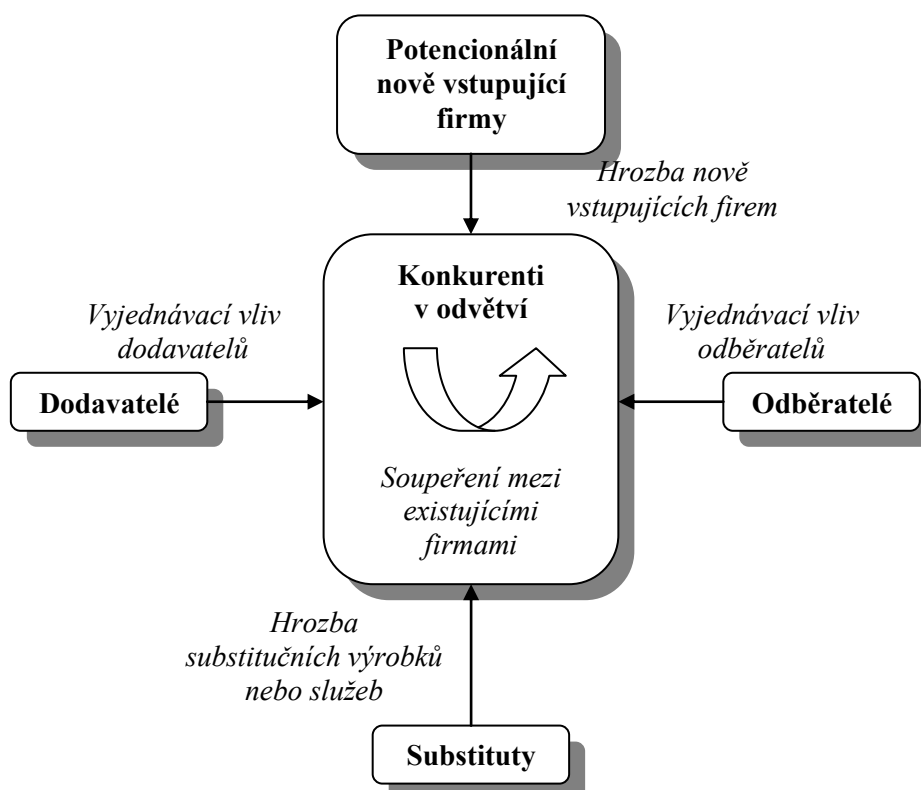 Potencionální
nově vstupující
firmy
Hrozba nově
vstupujících firem
Konkurenti
v odvětví
Vyjednávací vliv
dodavatelů
Vyjednávací vliv
odběratelů
Dodavatelé
Odběratelé
Soupeření mezi
existujícími
firmami
Hrozba
substitučních výrobků
nebo služeb
Substituty